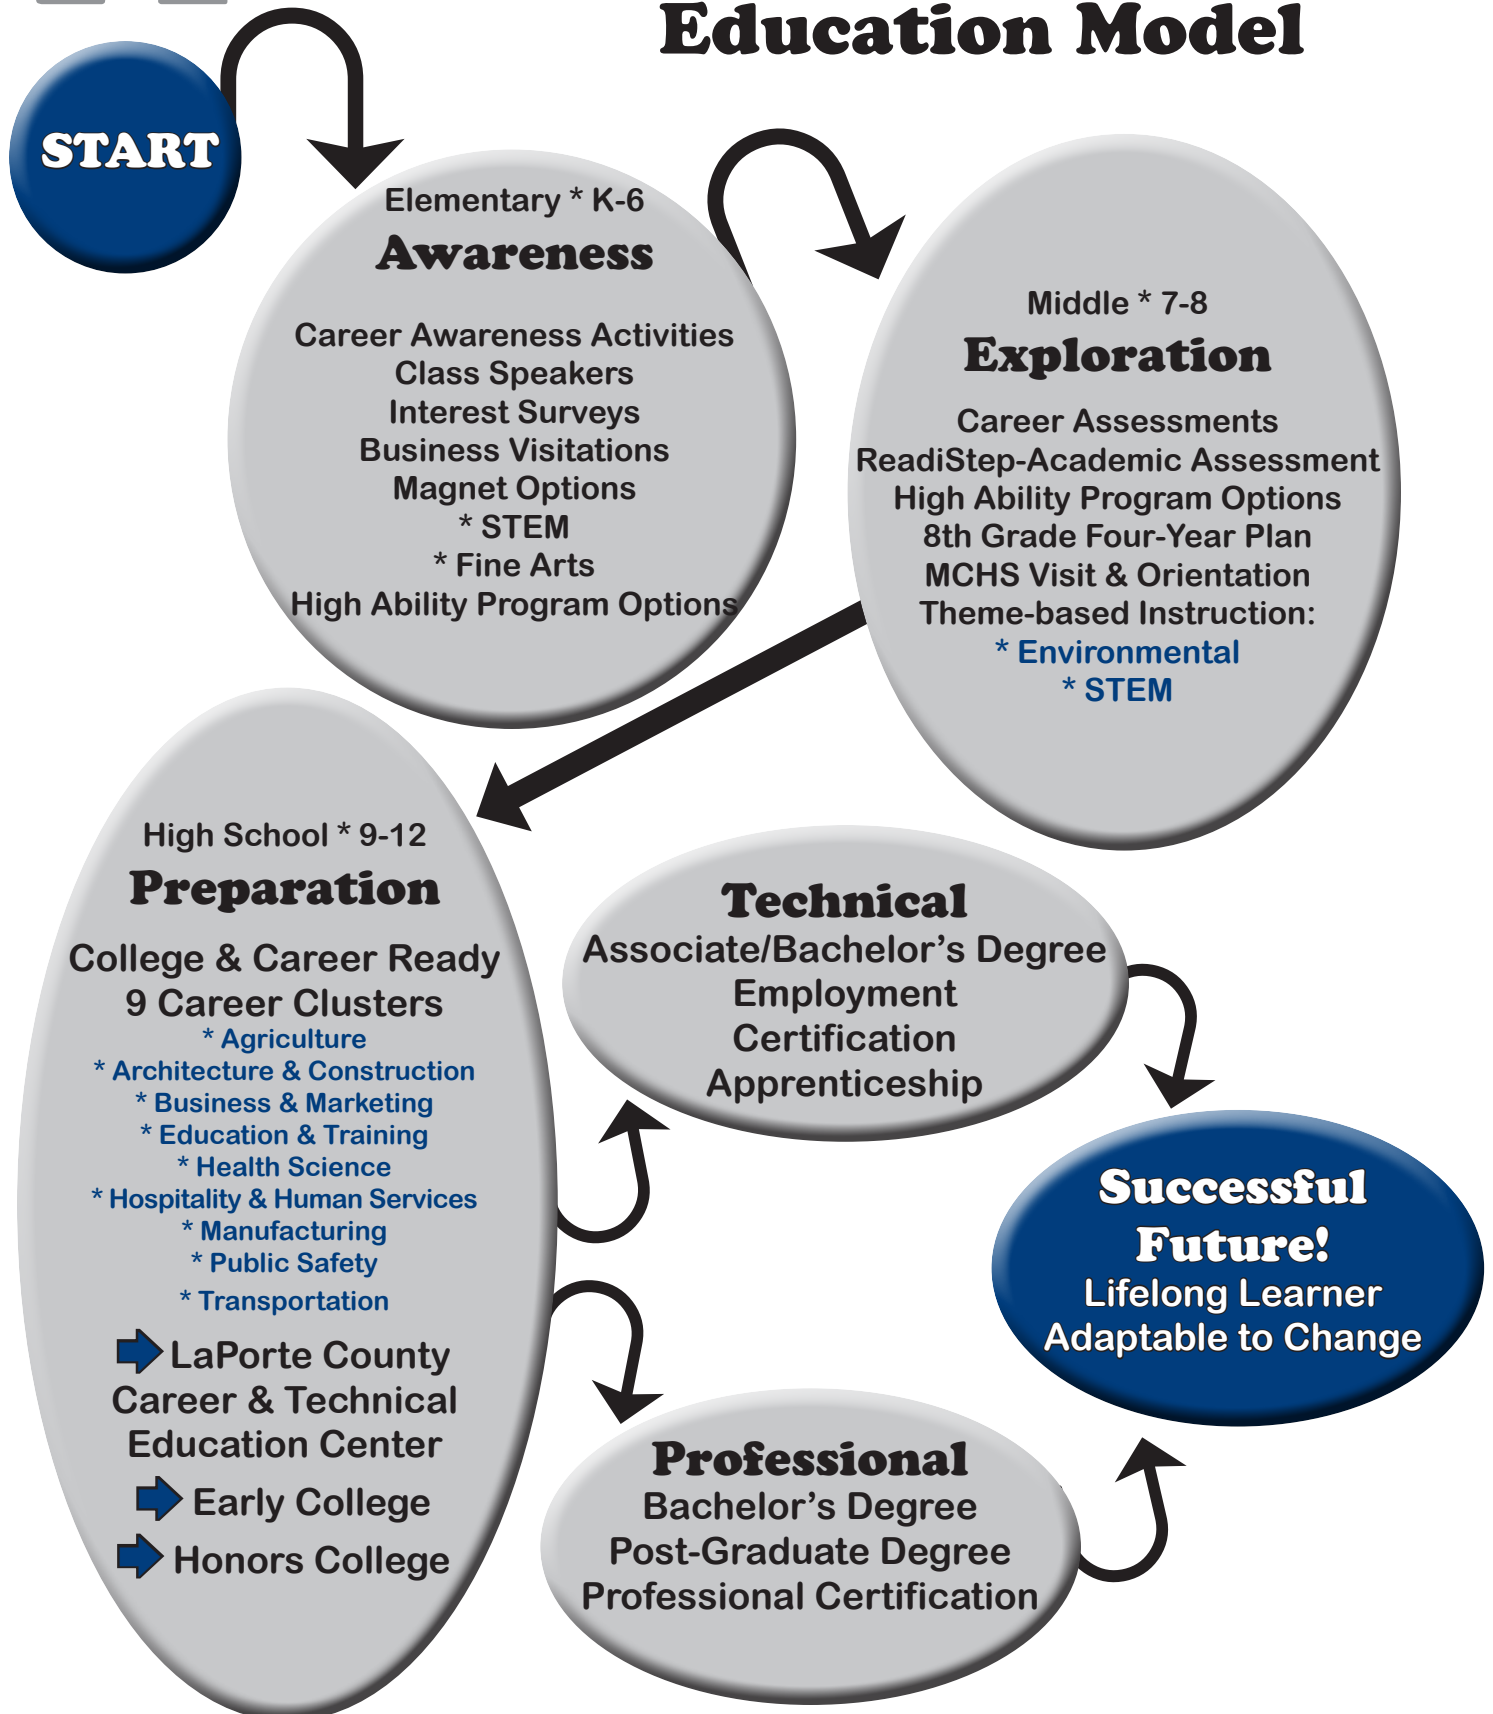 Education Model
START
Elementary * K-6
Awareness
Career Awareness Activities
Class Speakers
Interest Surveys
Business Visitations
Magnet Options
* STEM
* Fine Arts
High Ability Program Options
Middle * 7-8
Exploration
Career Assessments
ReadiStep-Academic Assessment
High Ability Program Options
8th Grade Four-Year Plan
MCHS Visit & Orientation
Theme-based Instruction:
* Environmental
* STEM
High School * 9-12
Preparation
College & Career Ready
9 Career Clusters
* Agriculture
* Architecture & Construction
* Business & Marketing
* Education & Training
* Health Science
* Hospitality & Human Services
* Manufacturing
* Public Safety
* Transportation
LaPorte County
Career & Technical
Education Center
Early College
Honors College
Technical
Associate/Bachelor’s Degree
Employment
Certification
Apprenticeship
Professional
Bachelor’s Degree
Post-Graduate Degree
Professional Certification
Successful
Future!
Lifelong Learner
Adaptable to Change